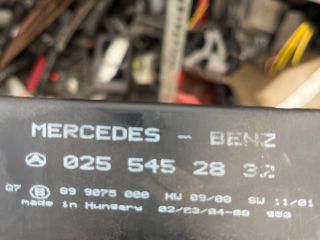 MERCEDES - BENZ
025 545 28 32
Q7 B 89 9075 000 HW 09/00 SW 11/01
made in Hungary 02/23/04-08 953